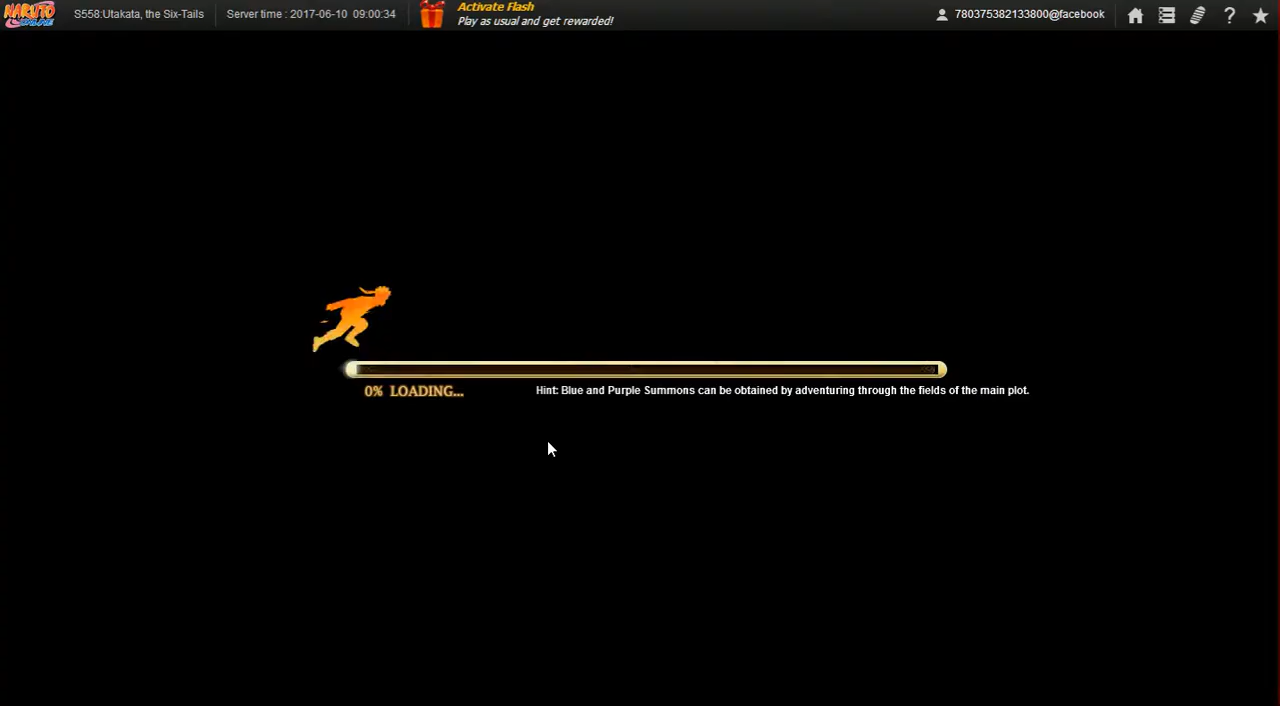 NARUTO
ONLINE
S558:Utakata, the Six-Tails
Server time : 2017-06-10 09:00:34
Activate Flash
Play as usual and get rewarded!
780375382133800@facebook
?
0% LOADING...
Hint: Blue and Purple Summons can be obtained by adventuring through the fields of the main plot.